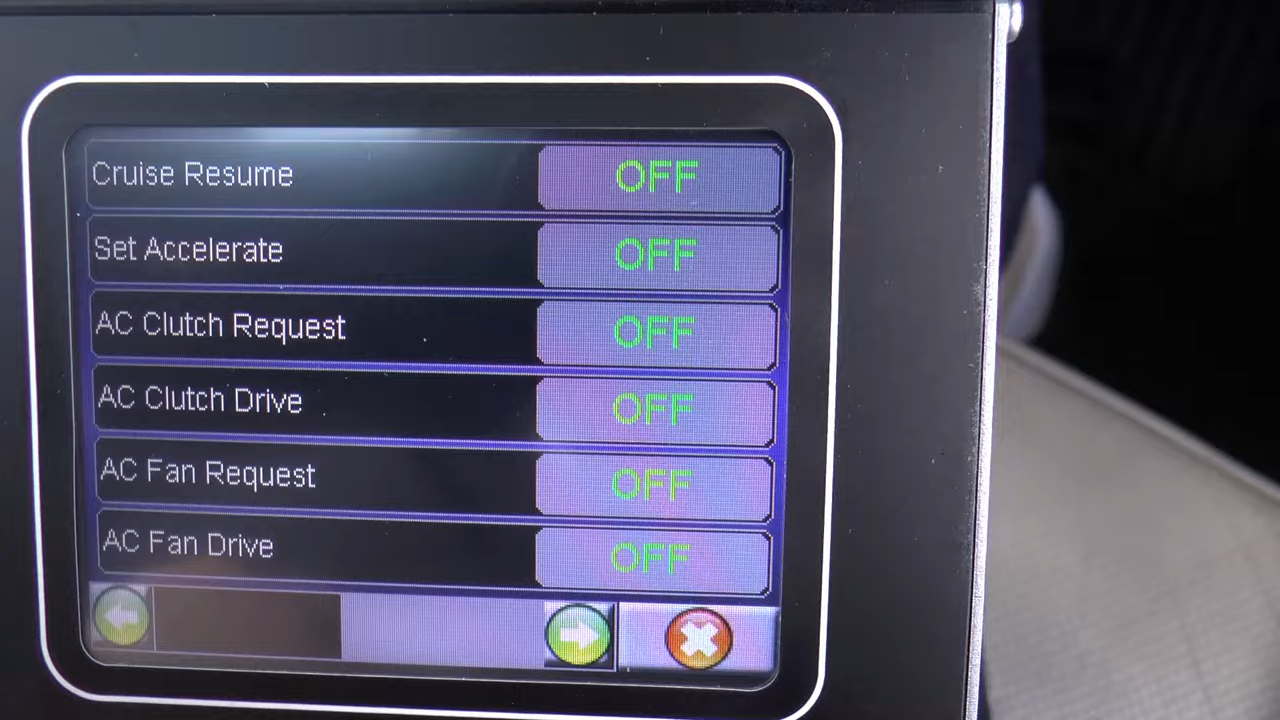 Cruise Resume OFF
Set Accelerate OFF
AC Clutch Request OFF
AC Clutch Drive OFF
AC Fan Request OFF
AC Fan Drive OFF